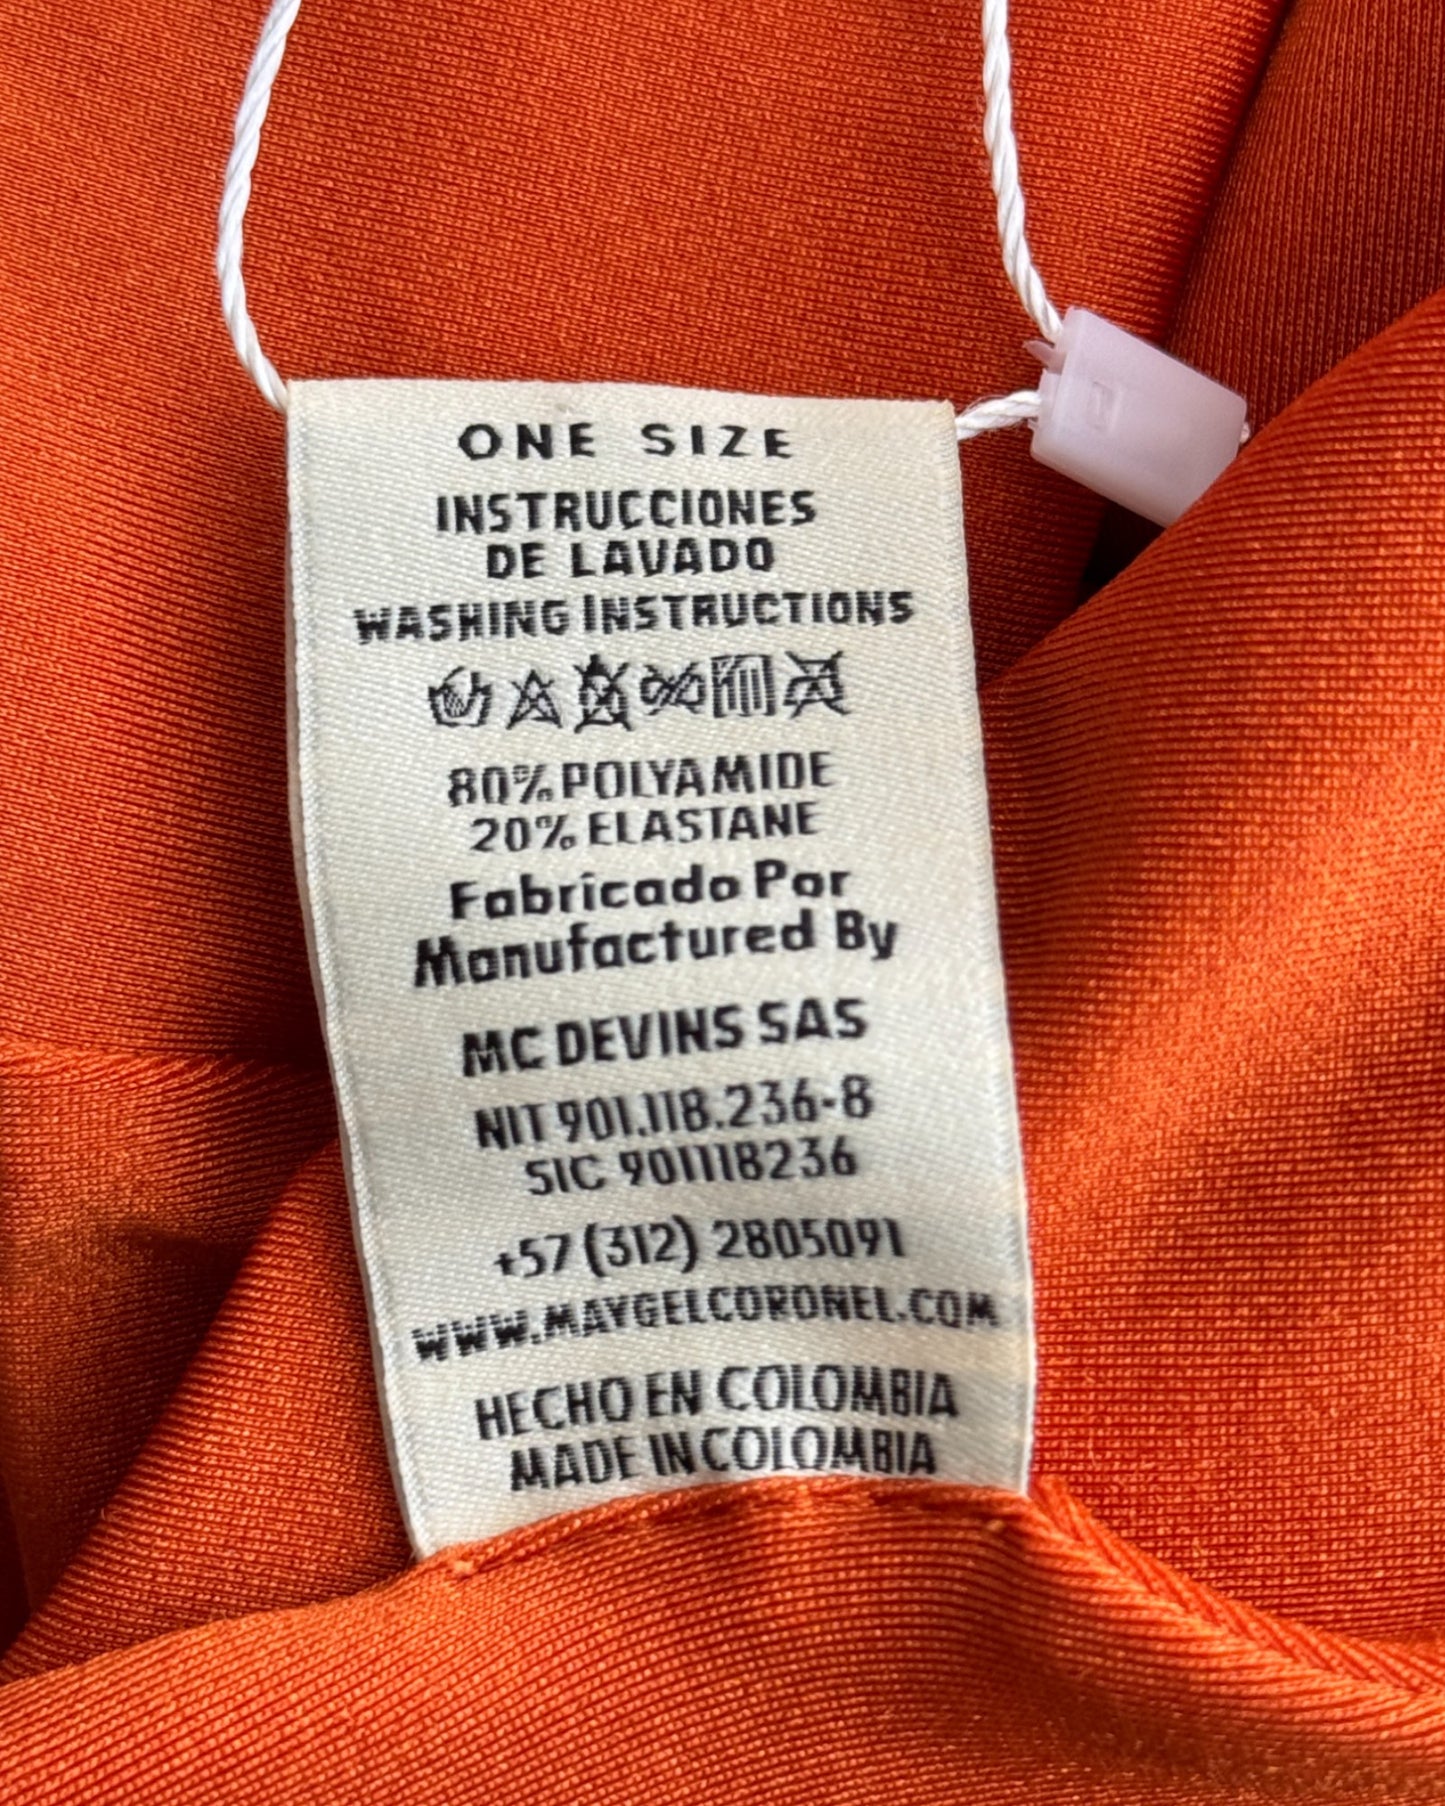 ONE SIZE
INSTRUCCIONES
DE LAVADO
WASHING INSTRUCTIONS
80% POLYAMIDE
20% ELASTANE
Fabricado Por
Manufactured By
MC DEVINS SAS
NIT 901.118.236-8
SIC 901118236
+57 (312) 2805091
WWW.MAYGELCORONEL.COM
HECHO EN COLOMBIA
MADE IN COLOMBIA